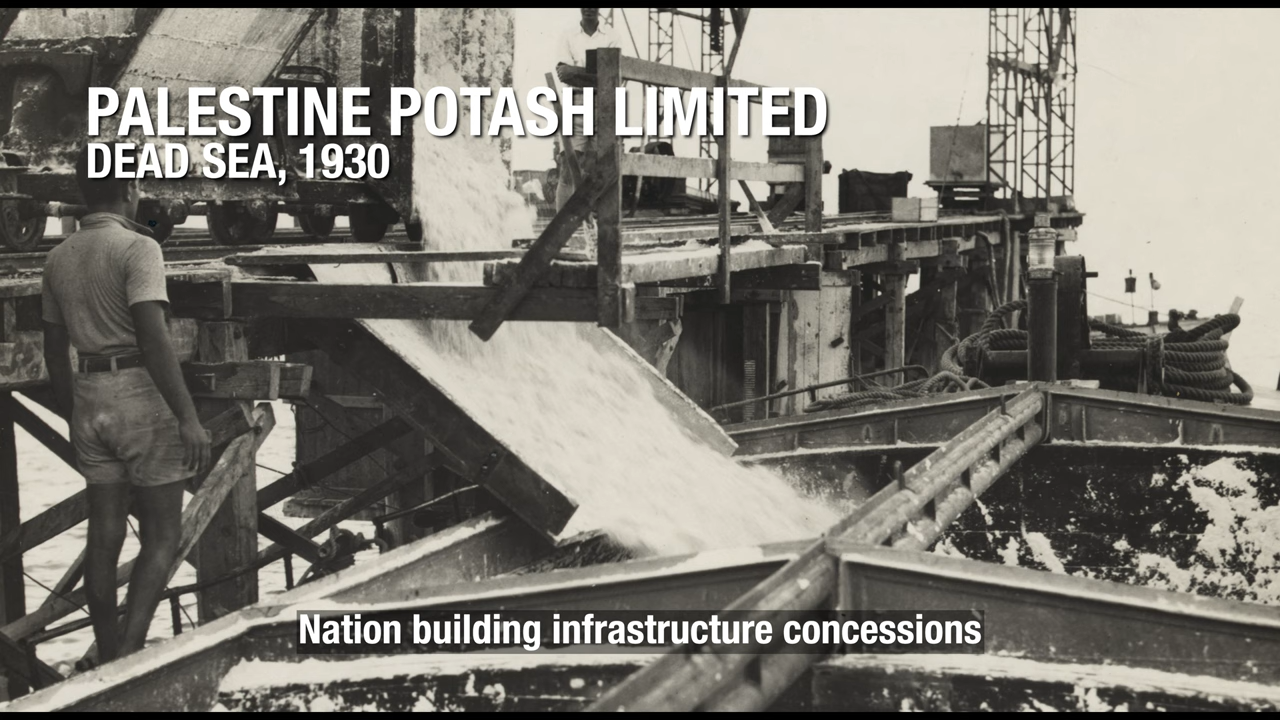 PALESTINE POTASH LIMITED
DEAD SEA, 1930
Nation building infrastructure concessions